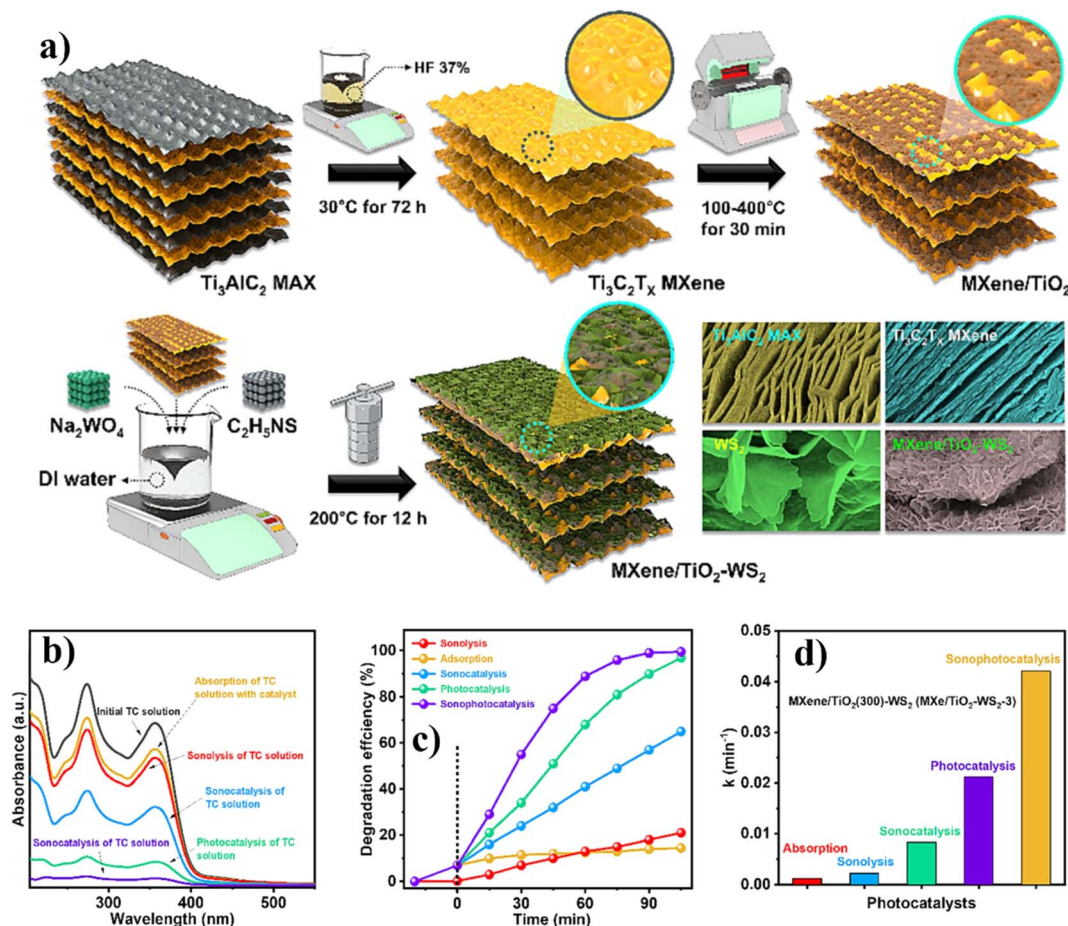 a)
HF 37%
30°C for 72 h
100-400°C
for 30 min
Ti₃AlC₂ MAX
Ti₃C₂Tₓ MXene
MXene/TiO₂
Na₂WO₄
C₂H₅NS
DI water
200°C for 12 h
MXene/TiO₂-WS₂
Ti₃AlC₂ MAX
Ti₃C₂Tₓ MXene
WS₂
MXene/TiO₂-WS₂
b)
Absorbance (a.u.)
Initial TC solution
Absorption of TC
solution with catalyst
Sonolysis of TC solution
Sonocatalysis of
TC solution
Sonocatalysis of TC solution
Photocatalysis of TC
solution
300
400
500
Wavelength (nm)
c)
Degradation effciency (%)
100
80
60
40
20
0
Sonolysis
Adsorption
Sonocatalysis
Photocatalysis
Sonophotocatalysis
0
30
60
90
Time (min)
d)
k (min⁻¹)
0.05
0.04
0.03
0.02
0.01
0.00
Sonophotocatalysis
MXene/TiO₂(300)-WS₂ (MXe/TiO₂-WS₂-3)
Photocatalysis
Sonocatalysis
Absorption
Sonolysis
Photocatalysts